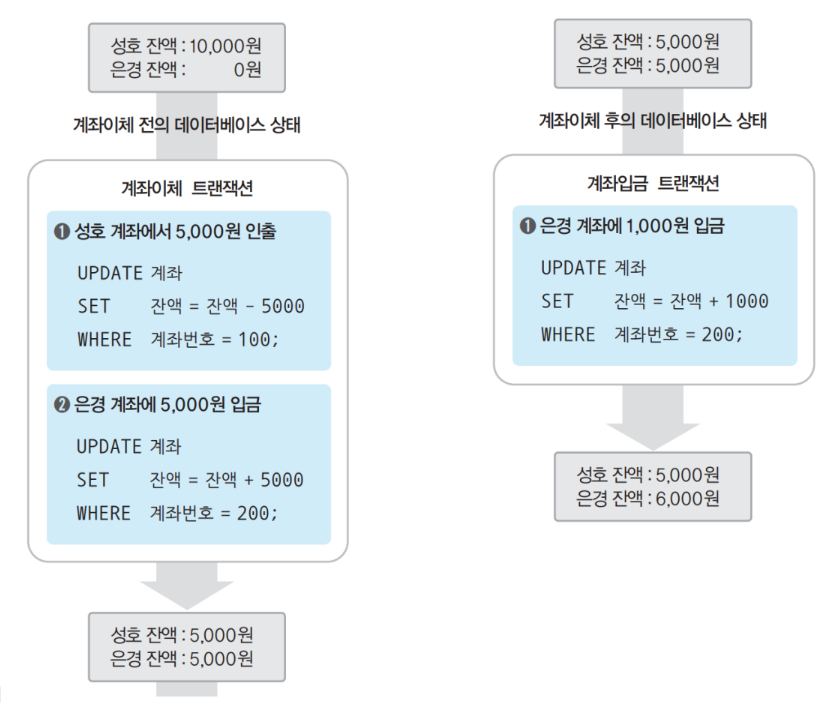 성호 잔액 : 10,000원
은경 잔액 : 0원
계좌이체 전의 데이터베이스 상태
계좌이체 트랜잭션
❶ 성호 계좌에서 5,000원 인출
UPDATE 계좌
SET 잔액 = 잔액 - 5000
WHERE 계좌번호 = 100;
❷ 은경 계좌에 5,000원 입금
UPDATE 계좌
SET 잔액 = 잔액 + 5000
WHERE 계좌번호 = 200;
성호 잔액 : 5,000원
은경 잔액 : 5,000원
성호 잔액 : 5,000원
은경 잔액 : 5,000원
계좌이체 후의 데이터베이스 상태
계좌입금 트랜잭션
❶ 은경 계좌에 1,000원 입금
UPDATE 계좌
SET 잔액 = 잔액 + 1000
WHERE 계좌번호 = 200;
성호 잔액 : 5,000원
은경 잔액 : 6,000원